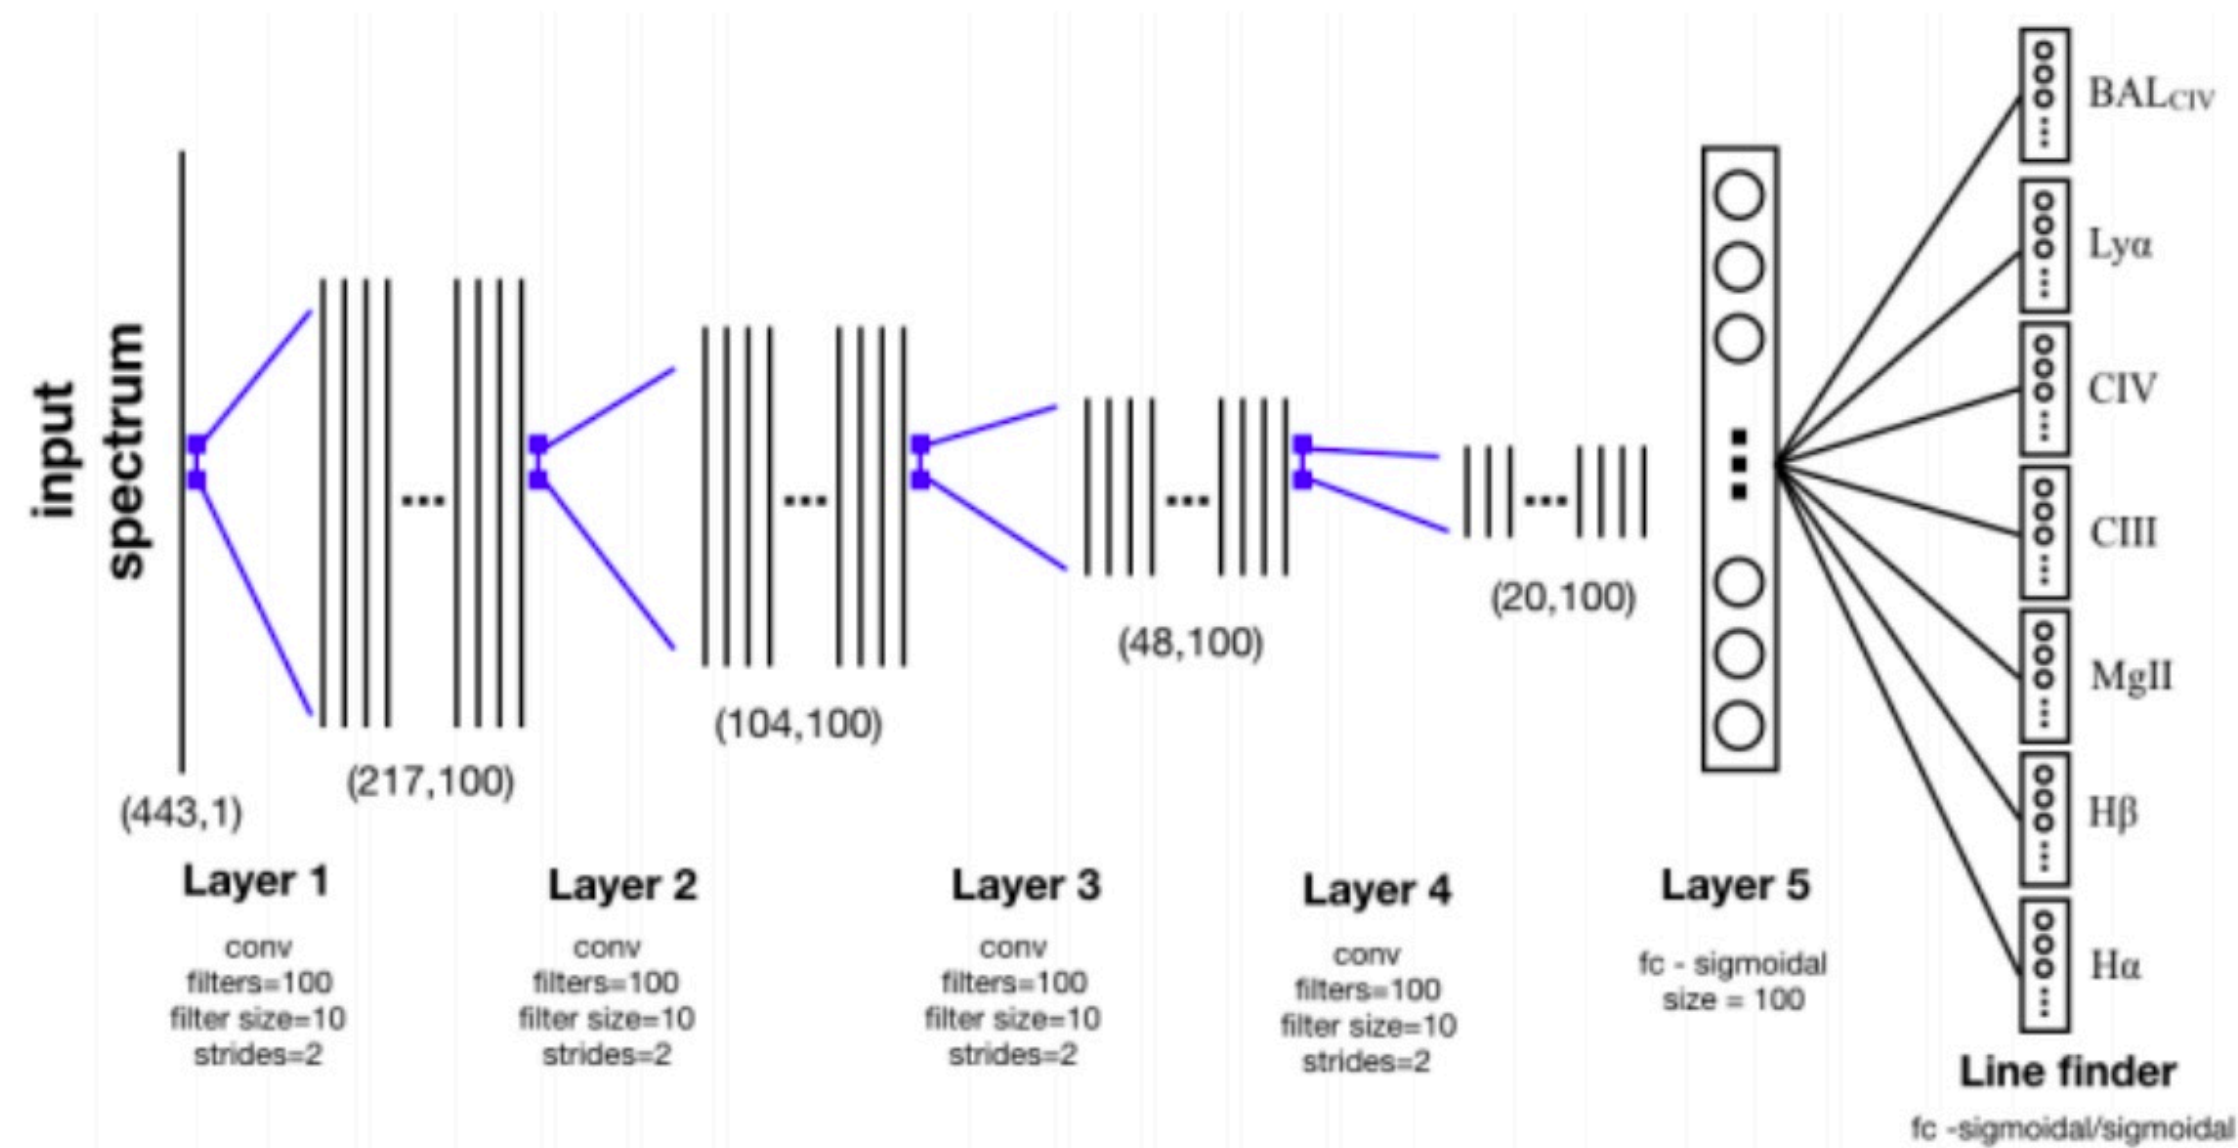 input
spectrum
(443,1)
(217,100)
...
(104,100)
...
(48,100)
...
(20,100)
...
Layer 1
conv
filters=100
filter size=10
strides=2
Layer 2
conv
filters=100
filter size=10
strides=2
Layer 3
conv
filters=100
filter size=10
strides=2
Layer 4
conv
filters=100
filter size=10
strides=2
Layer 5
fc - sigmoidal
size = 100
BALCIV
Lyα
CIV
CIII
MgII
Hβ
Hα
Line finder
fc -sigmoidal/sigmoidal